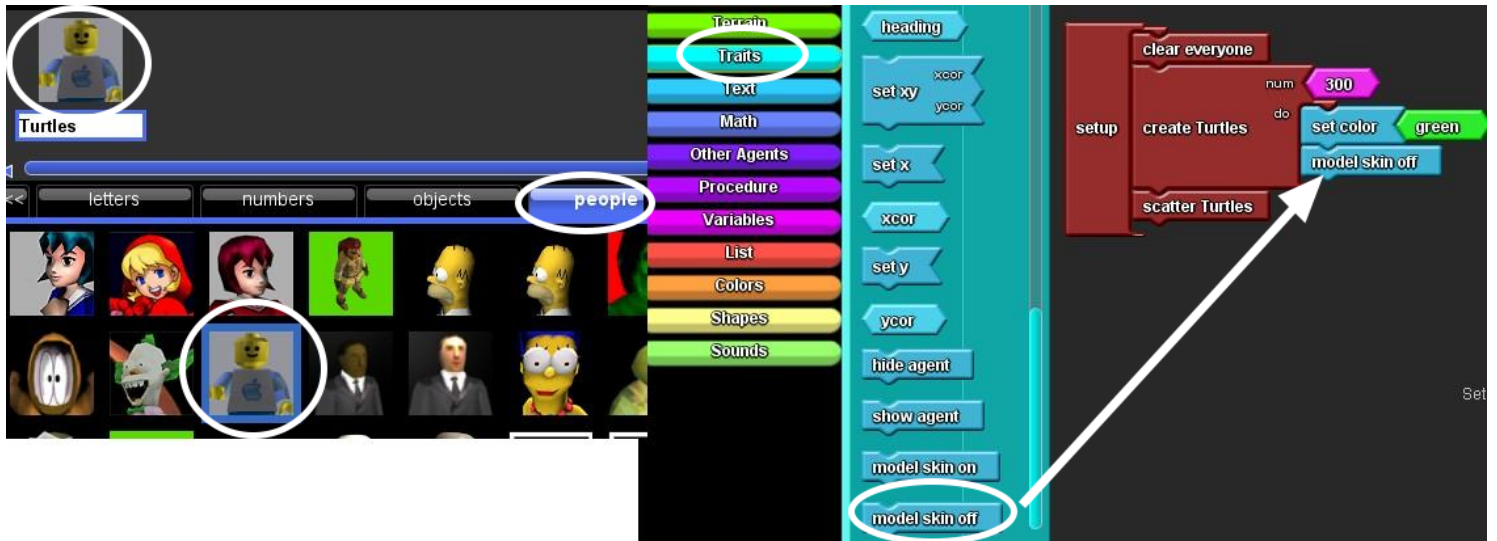 Turtles
<<
letters
numbers
objects
people
Terrain
Traits
Text
Math
Other Agents
Procedure
Variables
List
Colors
Shapes
Sounds
heading
set xy
xcor
ycor
set x
xcor
set y
ycor
hide agent
show agent
model skin on
model skin off
setup
clear everyone
create Turtles
num
300
do
set color
green
model skin off
scatter Turtles
Set